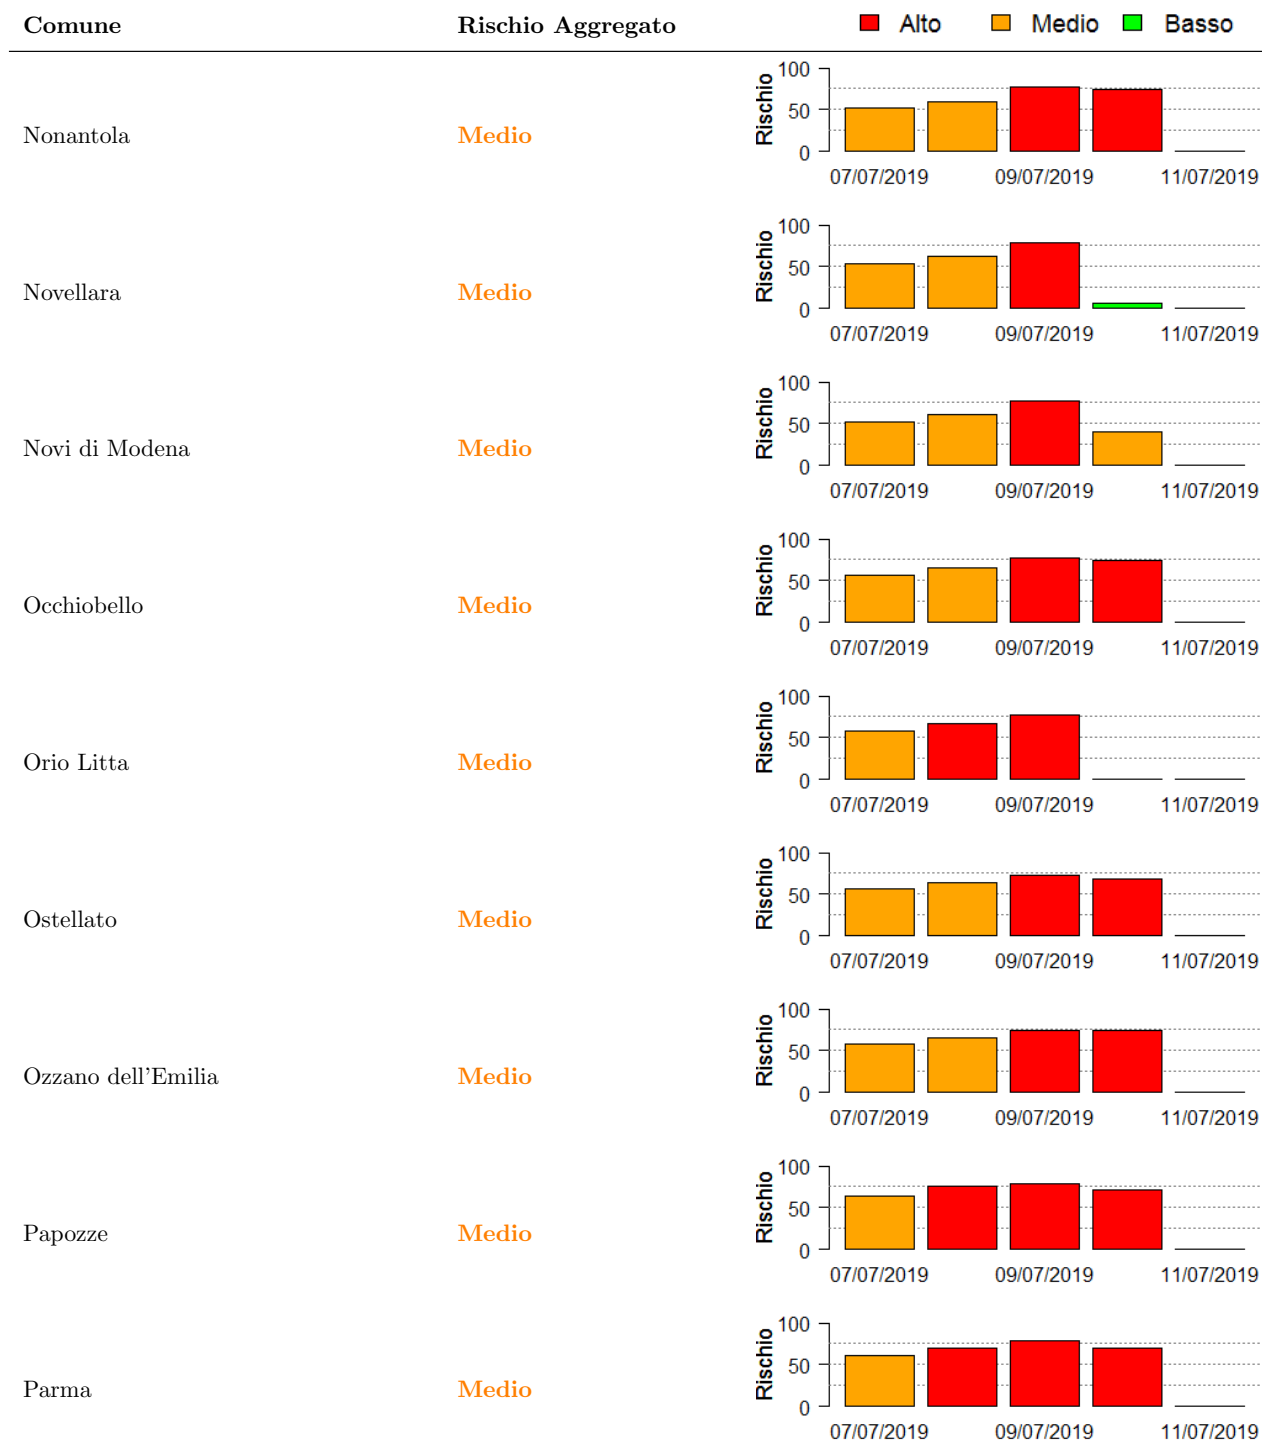 Comune Rischio Aggregato Alto Medio Basso
100
50
0
Rischio
Nonantola Medio
07/07/2019 09/07/2019 11/07/2019
100
50
0
Rischio
Novellara Medio
07/07/2019 09/07/2019 11/07/2019
100
50
0
Rischio
Novi di Modena Medio
07/07/2019 09/07/2019 11/07/2019
100
50
0
Rischio
Occhiobello Medio
07/07/2019 09/07/2019 11/07/2019
100
50
0
Rischio
Orio Litta Medio
07/07/2019 09/07/2019 11/07/2019
100
50
0
Rischio
Ostellato Medio
07/07/2019 09/07/2019 11/07/2019
100
50
0
Rischio
Ozzano dell'Emilia Medio
07/07/2019 09/07/2019 11/07/2019
100
50
0
Rischio
Papozze Medio
07/07/2019 09/07/2019 11/07/2019
100
50
0
Rischio
Parma Medio
07/07/2019 09/07/2019 11/07/2019